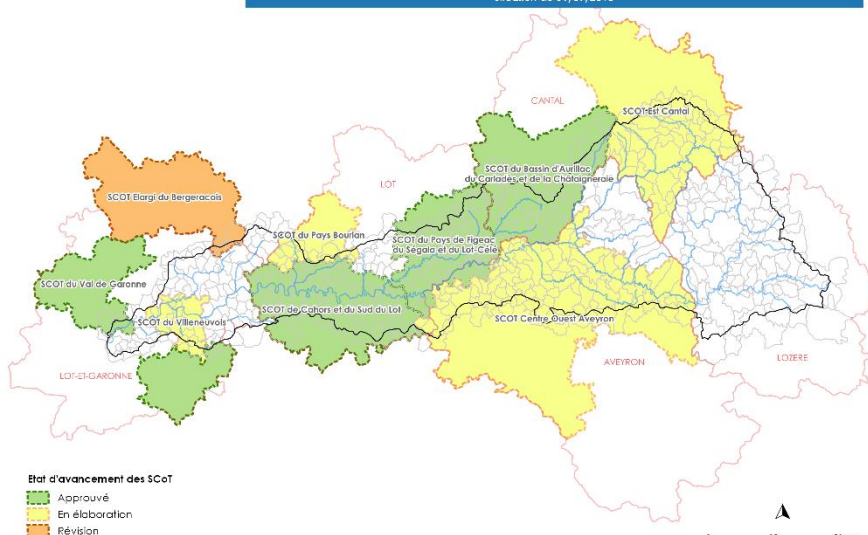 CANTAL
SCOT Est Cantal
SCOT du Bassin d'Aurillac
du Carladès et de la Châtaigneraie
LOT
SCOT Elargi du Bergeracois
SCOT du Pays Bourian
SCOT du Pays de Figeac
du Ségala et du Lot-Célé
SCOT du Val de Garonne
SCOT de Cahors et du Sud du Lot
SCOT du Villeneuvois
SCOT Centre Ouest Aveyron
AVEYRON
LOZERE
LOT-ET-GARONNE
Etat d'avancement des SCoT
Approuvé
En élaboration
Révision